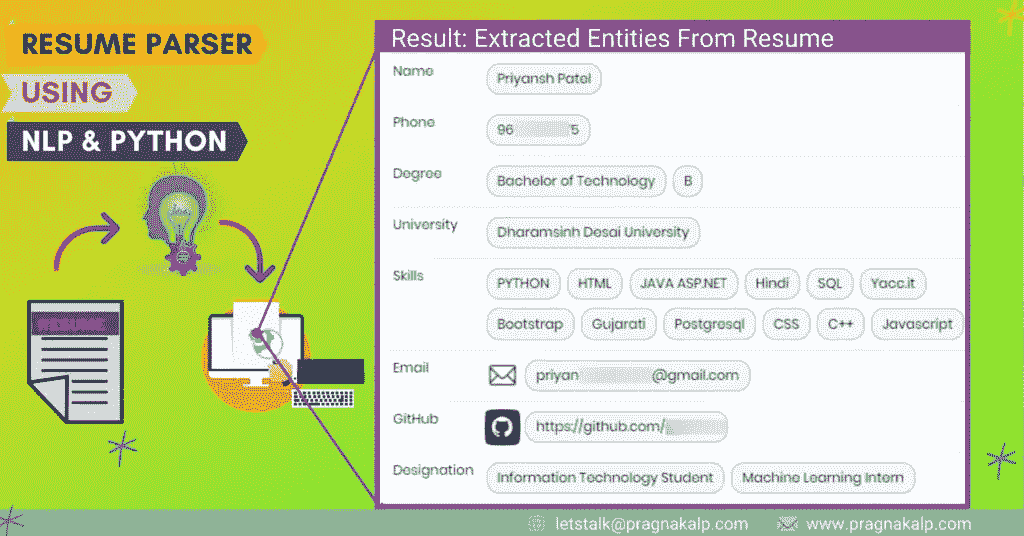 RESUME PARSER
USING
NLP & PYTHON
Result: Extracted Entities From Resume
Name Priyansh Patel
Phone 96 5
Degree Bachelor of Technology B
University Dharamsinh Desai University
Skills PYTHON HTML JAVA ASP.NET Hindi SQL Yacc.it
Bootstrap Gujarati Postgresql CSS C++ Javascript
Email priyan @gmail.com
GitHub https://github.com/
Designation Information Technology Student Machine Learning Intern
letstalk@pragnakalp.com www.pragnakalp.com